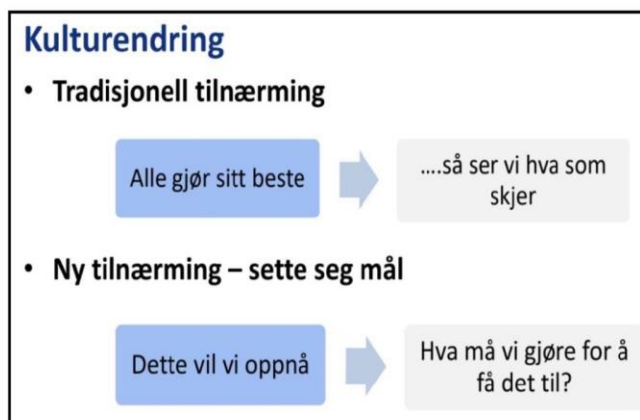 Kulturendring
• Tradisjonell tilnærming
Alle gjør sitt beste
....så ser vi hva som
skjer
• Ny tilnærming – sette seg mål
Dette vil vi oppnå
Hva må vi gjøre for å
få det til?